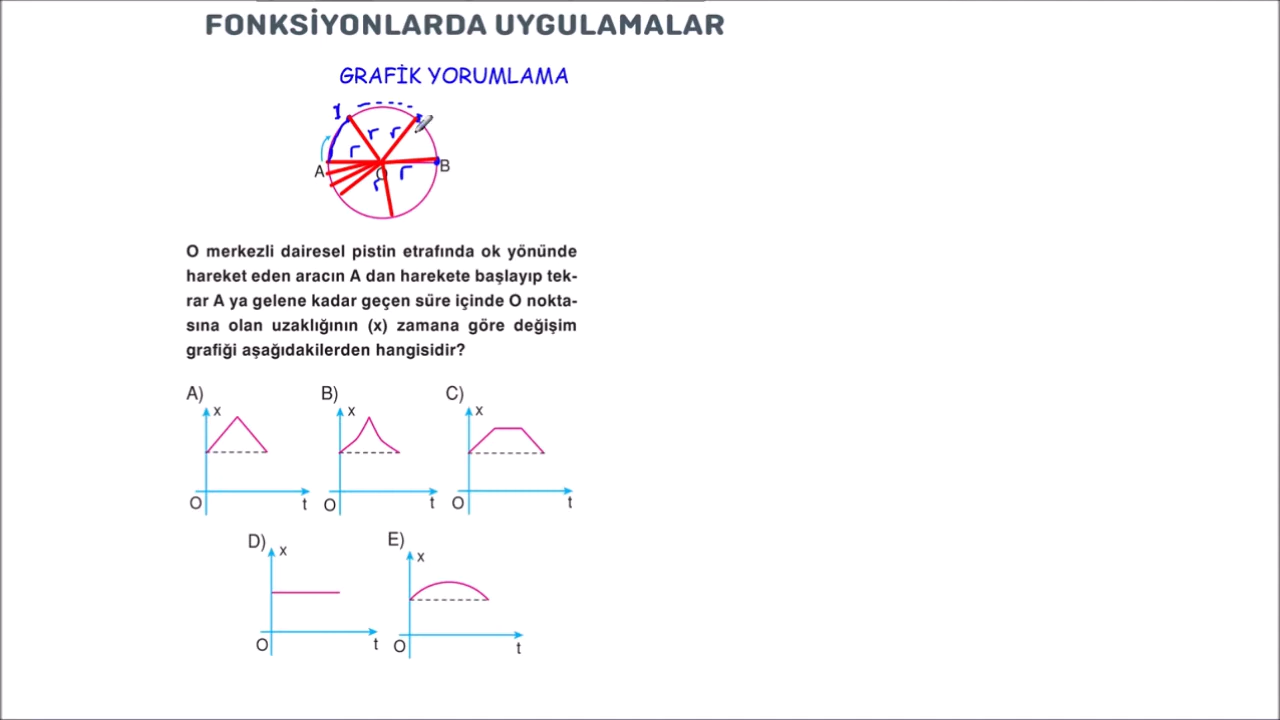 FONKSİYONLARDA UYGULAMALAR
GRAFİK YORUMLAMA
I
r r
r
A
O
r
r
B
O merkezli dairesel pistin etrafında ok yönünde
hareket eden aracın A dan harekete başlayıp tek-
rar A ya gelene kadar geçen süre içinde O nokta-
sına olan uzaklığının (x) zamana göre değişim
grafiği aşağıdakilerden hangisidir?
A) B) C)
x x x
O t O t O t
D) E)
x x
O t O t